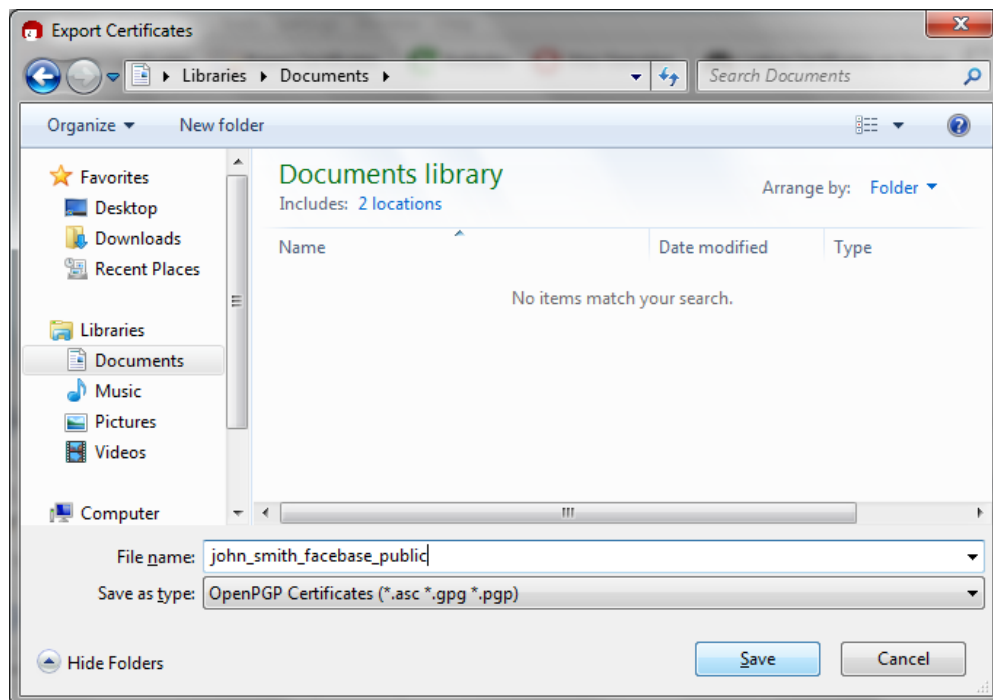 Export Certificates
Libraries Documents
Search Documents
Organize New folder
Favorites
Desktop
Downloads
Recent Places
Libraries
Documents
Music
Pictures
Videos
Computer
Documents library
Includes: 2 locations
Arrange by: Folder
Name Date modified Type
No items match your search.
File name: john_smith_facebase_public
Save as type: OpenPGP Certificates (*.asc *.gpg *.pgp)
Hide Folders Save Cancel